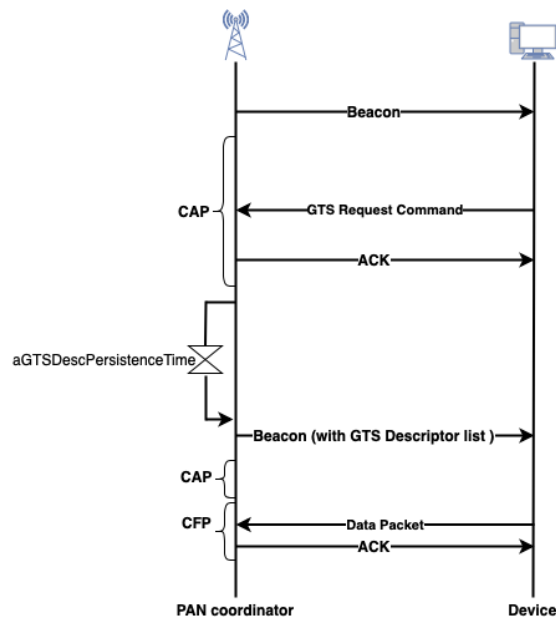 Beacon
CAP
GTS Request Command
ACK
aGTSDescPersistenceTime
Beacon (with GTS Descriptor list )
CAP
CFP
Data Packet
ACK
PAN coordinator
Device